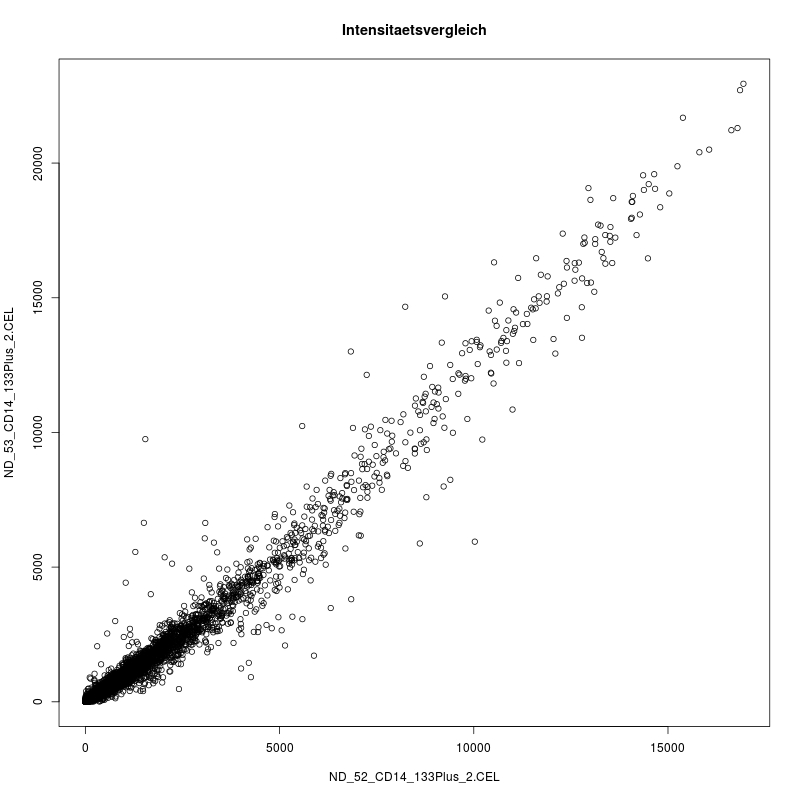 Intensitaetsvergleich
ND_53_CD14_133Plus_2.CEL
20000
15000
10000
5000
0
0 5000 10000 15000
ND_52_CD14_133Plus_2.CEL